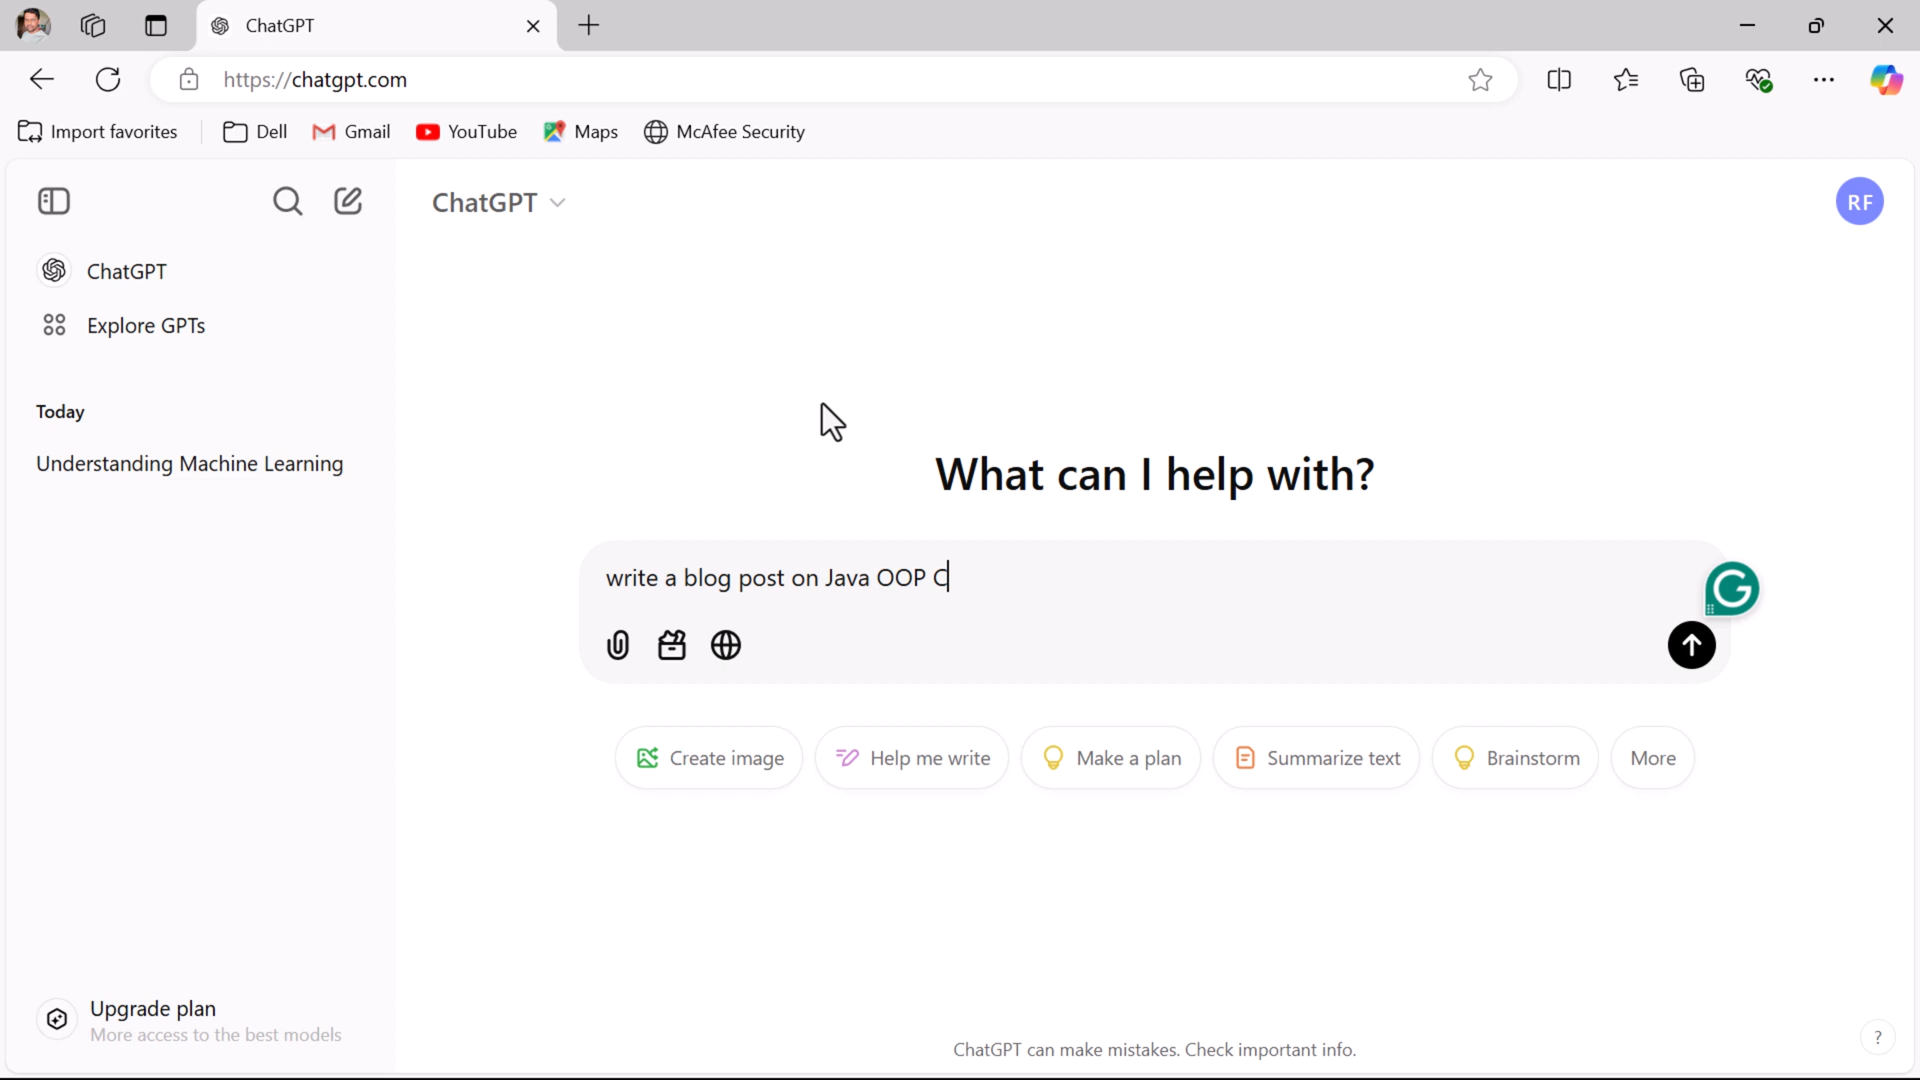 ChatGPT
https://chatgpt.com
Import favorites
Dell
Gmail
YouTube
Maps
McAfee Security
ChatGPT
RF
ChatGPT
Explore GPTs
Today
Understanding Machine Learning
What can I help with?
write a blog post on Java OOP C
G
Create image
Help me write
Make a plan
Summarize text
Brainstorm
More
Upgrade plan
More access to the best models
ChatGPT can make mistakes. Check important info.
?